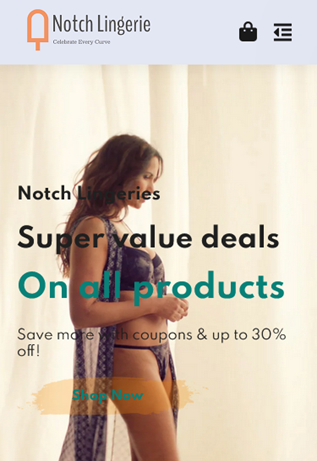 Notch Lingerie
Celebrate Every Curve
Notch Lingeries
Super value deals
On all products
Save more with coupons & up to 30%
off!
Shop Now